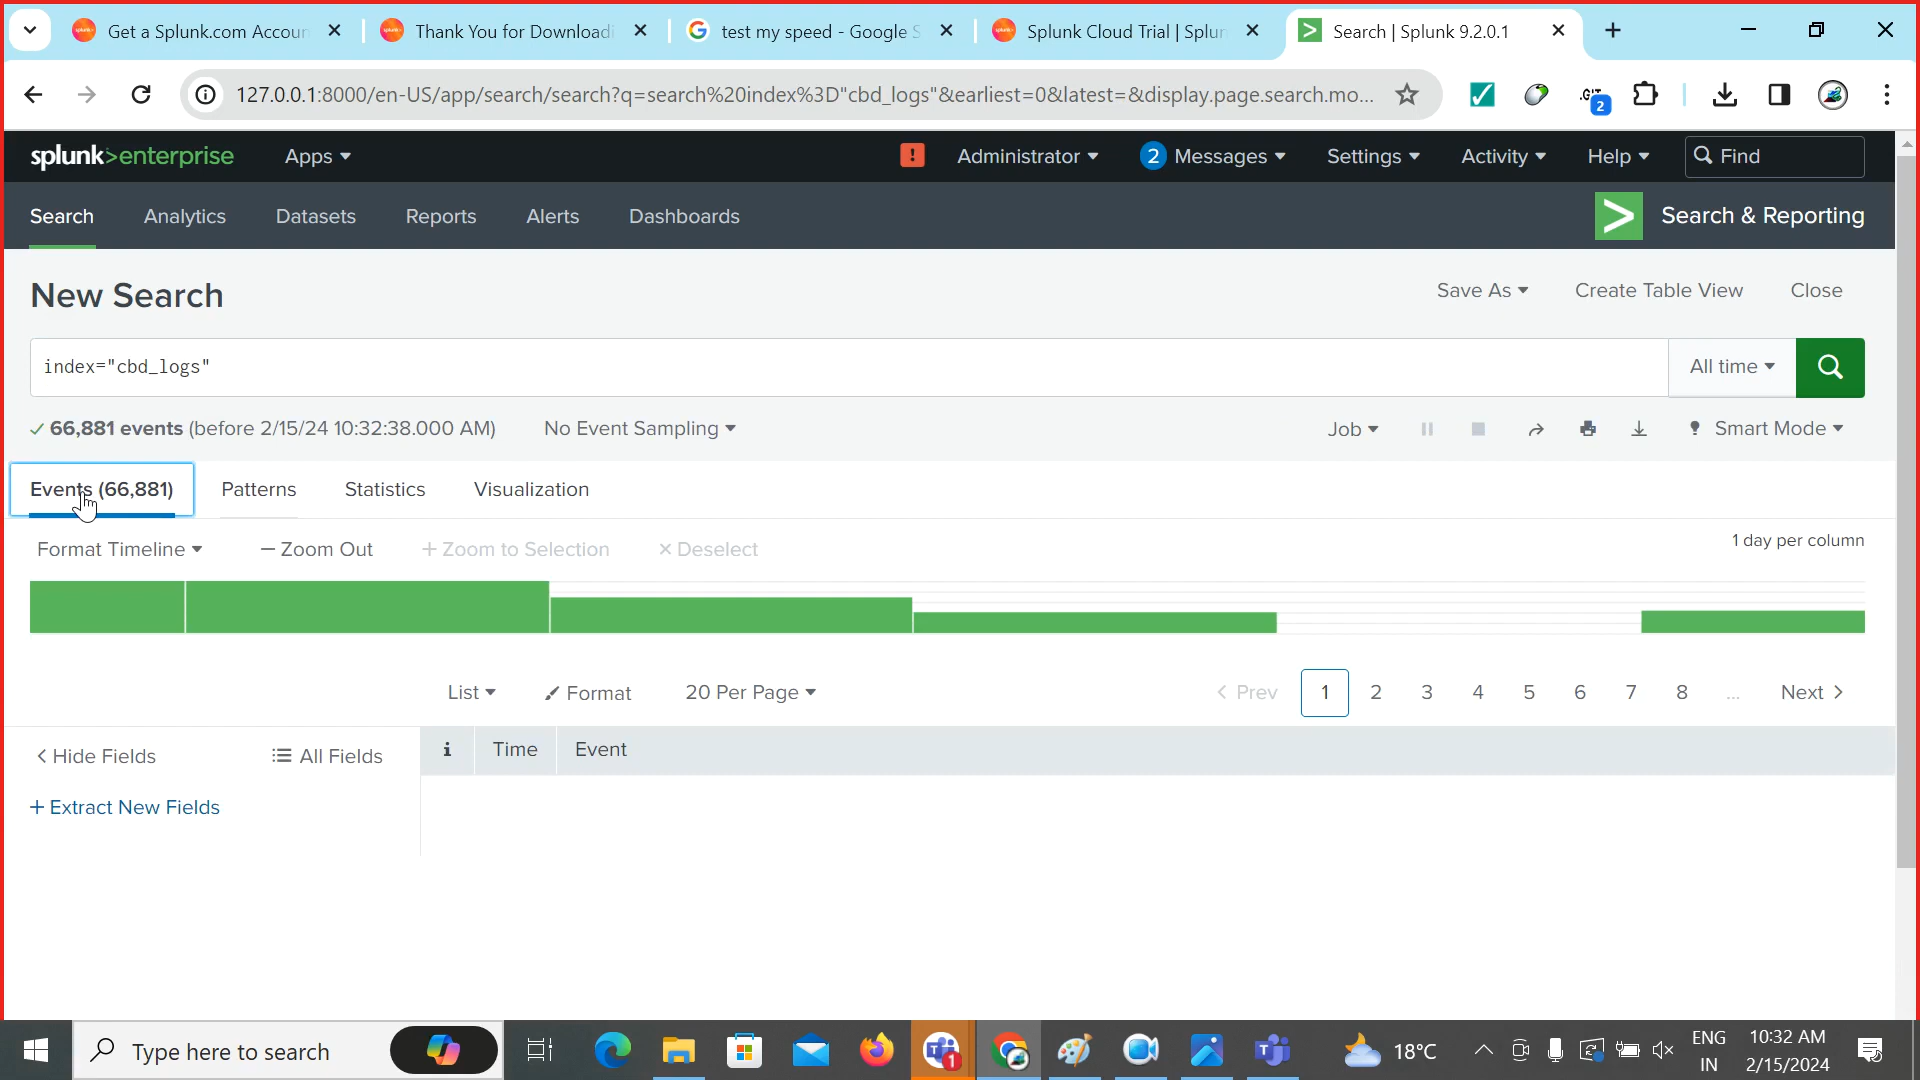 Get a Splunk.com Accoun
Thank You for Downloadi
test my speed - Google S
Splunk Cloud Trial | Splun
Search | Splunk 9.2.0.1
127.0.0.1:8000/en-US/app/search/search?q=search%20index%3D"cbd_logs"&earliest=0&latest=&display.page.search.mo...
GIT 2
splunk>enterprise Apps ! Administrator 2 Messages Settings Activity Help Find
Search Analytics Datasets Reports Alerts Dashboards > Search & Reporting
New Search Save As Create Table View Close
index="cbd_logs" All time
66,881 events (before 2/15/24 10:32:38.000 AM) No Event Sampling Job Smart Mode
Events (66,881) Patterns Statistics Visualization
Format Timeline — Zoom Out + Zoom to Selection × Deselect 1 day per column
List Format 20 Per Page < Prev 1 2 3 4 5 6 7 8 ... Next >
< Hide Fields All Fields i Time Event
+ Extract New Fields
Type here to search
1
18°C
ENG
IN
10:32 AM
2/15/2024